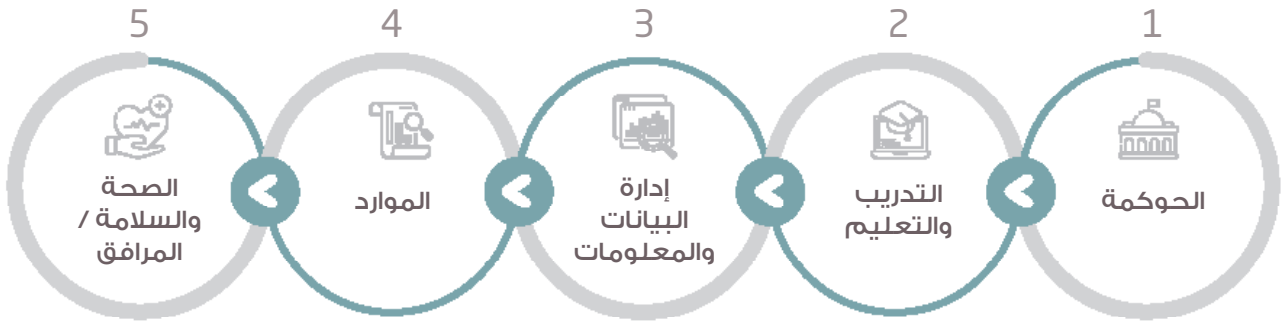 1
الحوكمة
2
التدريب
والتعليم
3
إدارة
البيانات
والمعلومات
4
الموارد
5
الصحة
والسلامة /
المرافق